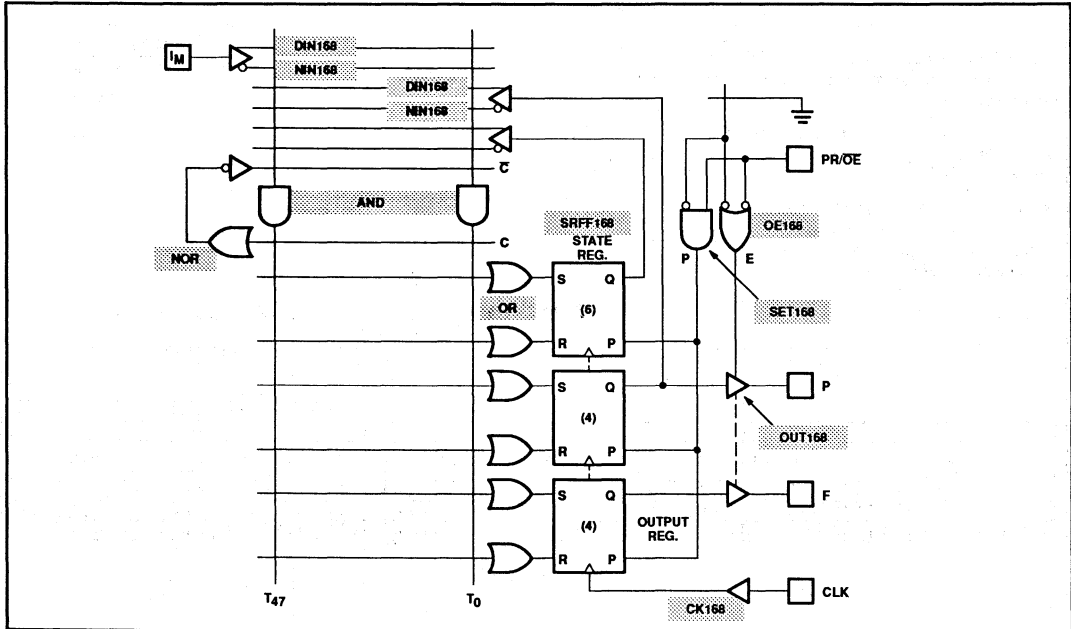 IM
DIN168
NIN168
DIN168
NIN168
PR/OE
C
AND
SRFF168
STATE
REG.
OE168
NOR
C
P
E
S
Q
OR
(6)
SET168
R
P
S
Q
P
(4)
OUT168
R
P
S
Q
F
(4)
OUTPUT
REG.
R
P
T47
T0
CK168
CLK